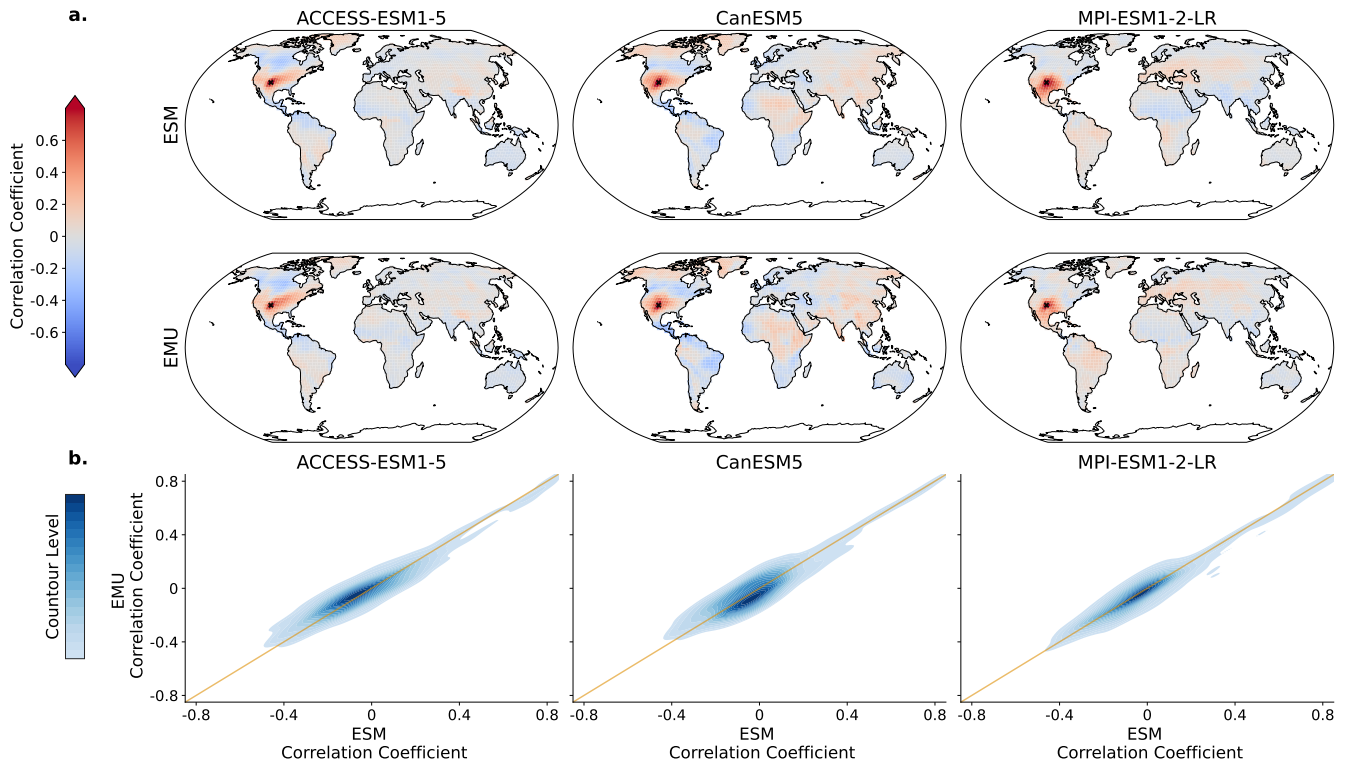 a.
ACCESS-ESM1-5
CanESM5
MPI-ESM1-2-LR
ESM
Correlation Coefficient
0.6
0.4
0.2
0
-0.2
-0.4
-0.6
EMU
b.
ACCESS-ESM1-5
CanESM5
MPI-ESM1-2-LR
Countour Level
EMU
Correlation Coefficient
0.8
0.4
0
-0.4
-0.8
-0.8 -0.4 0 0.4 0.8
-0.8 -0.4 0 0.4 0.8
-0.8 -0.4 0 0.4 0.8
ESM
Correlation Coefficient
ESM
Correlation Coefficient
ESM
Correlation Coefficient